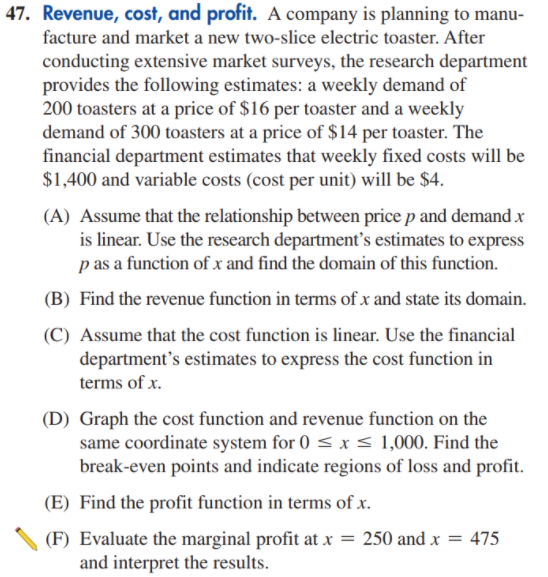 47. Revenue, cost, and profit. A company is planning to manu-
facture and market a new two-slice electric toaster. After
conducting extensive market surveys, the research department
provides the following estimates: a weekly demand of
200 toasters at a price of $16 per toaster and a weekly
demand of 300 toasters at a price of $14 per toaster. The
financial department estimates that weekly fixed costs will be
$1,400 and variable costs (cost per unit) will be $4.
(A) Assume that the relationship between price p and demand x
is linear. Use the research department's estimates to express
p as a function of x and find the domain of this function.
(B) Find the revenue function in terms of x and state its domain.
(C) Assume that the cost function is linear. Use the financial
department's estimates to express the cost function in
terms of x.
(D) Graph the cost function and revenue function on the
same coordinate system for 0 ≤ x ≤ 1,000. Find the
break-even points and indicate regions of loss and profit.
(E) Find the profit function in terms of x.
(F) Evaluate the marginal profit at x = 250 and x = 475
and interpret the results.